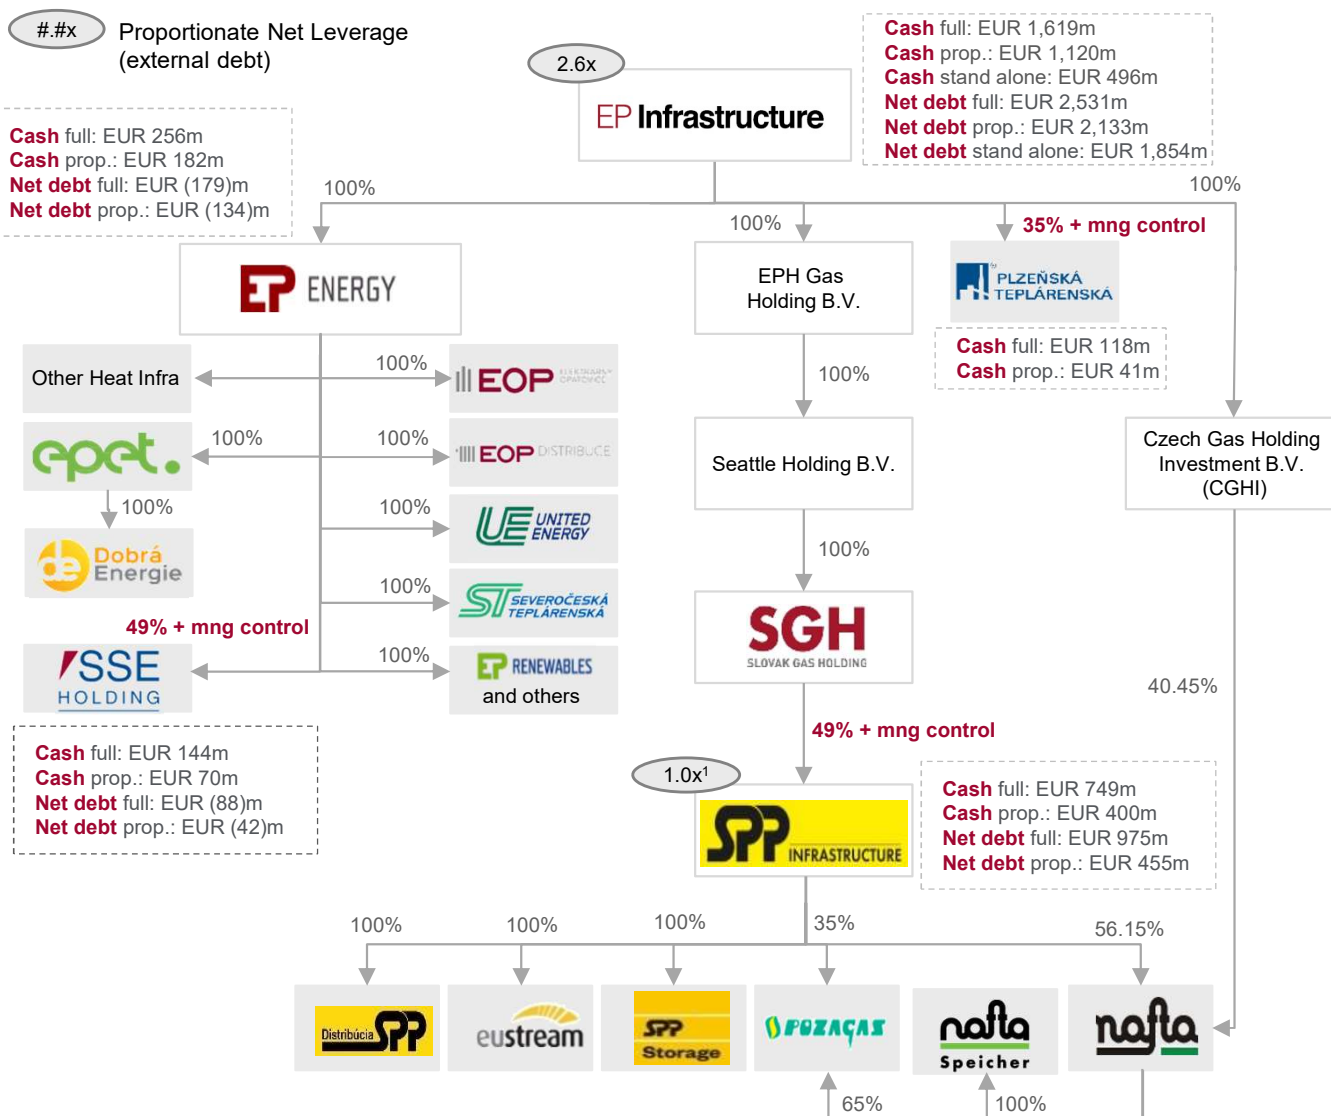 #.#x
Proportionate Net Leverage
(external debt)
2.6x
EP Infrastructure
Cash full: EUR 1,619m
Cash prop.: EUR 1,120m
Cash stand alone: EUR 496m
Net debt full: EUR 2,531m
Net debt prop.: EUR 2,133m
Net debt stand alone: EUR 1,854m
Cash full: EUR 256m
Cash prop.: EUR 182m
Net debt full: EUR (179)m
Net debt prop.: EUR (134)m
100%
100%
100%
35% + mng control
EP ENERGY
EPH Gas
Holding B.V.
PLZEŇSKÁ
TEPLÁRENSKÁ
Cash full: EUR 118m
Cash prop.: EUR 41m
Other Heat Infra
100%
EOP ELEKTRÁRNY
OPATOVICE
100%
epet.
100%
100%
EOP DISTRIBUCE
Seattle Holding B.V.
Czech Gas Holding
Investment B.V.
(CGHI)
100%
Dobrá
Energie
100%
UNITED
ENERGY
100%
100%
ST SEVEROČESKÁ
TEPLÁRENSKÁ
SGH
SLOVAK GAS HOLDING
49% + mng control
SSE
HOLDING
100%
EP RENEWABLES
and others
40.45%
49% + mng control
Cash full: EUR 144m
Cash prop.: EUR 70m
Net debt full: EUR (88)m
Net debt prop.: EUR (42)m
1.0x¹
SPP INFRASTRUCTURE
Cash full: EUR 749m
Cash prop.: EUR 400m
Net debt full: EUR 975m
Net debt prop.: EUR 455m
100%
100%
100%
35%
56.15%
Distribúcia SPP
eustream
SPP
Storage
POZAGAS
nafta
Speicher
nafta
65%
100%